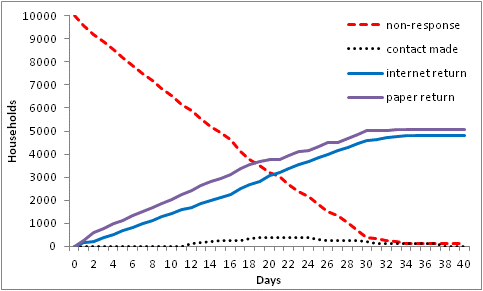 10000
9000
8000
7000
6000
5000
4000
3000
2000
1000
0
Households
non-response
contact made
internet return
paper return
0 2 4 6 8 10 12 14 16 18 20 22 24 26 28 30 32 34 36 38 40
Days